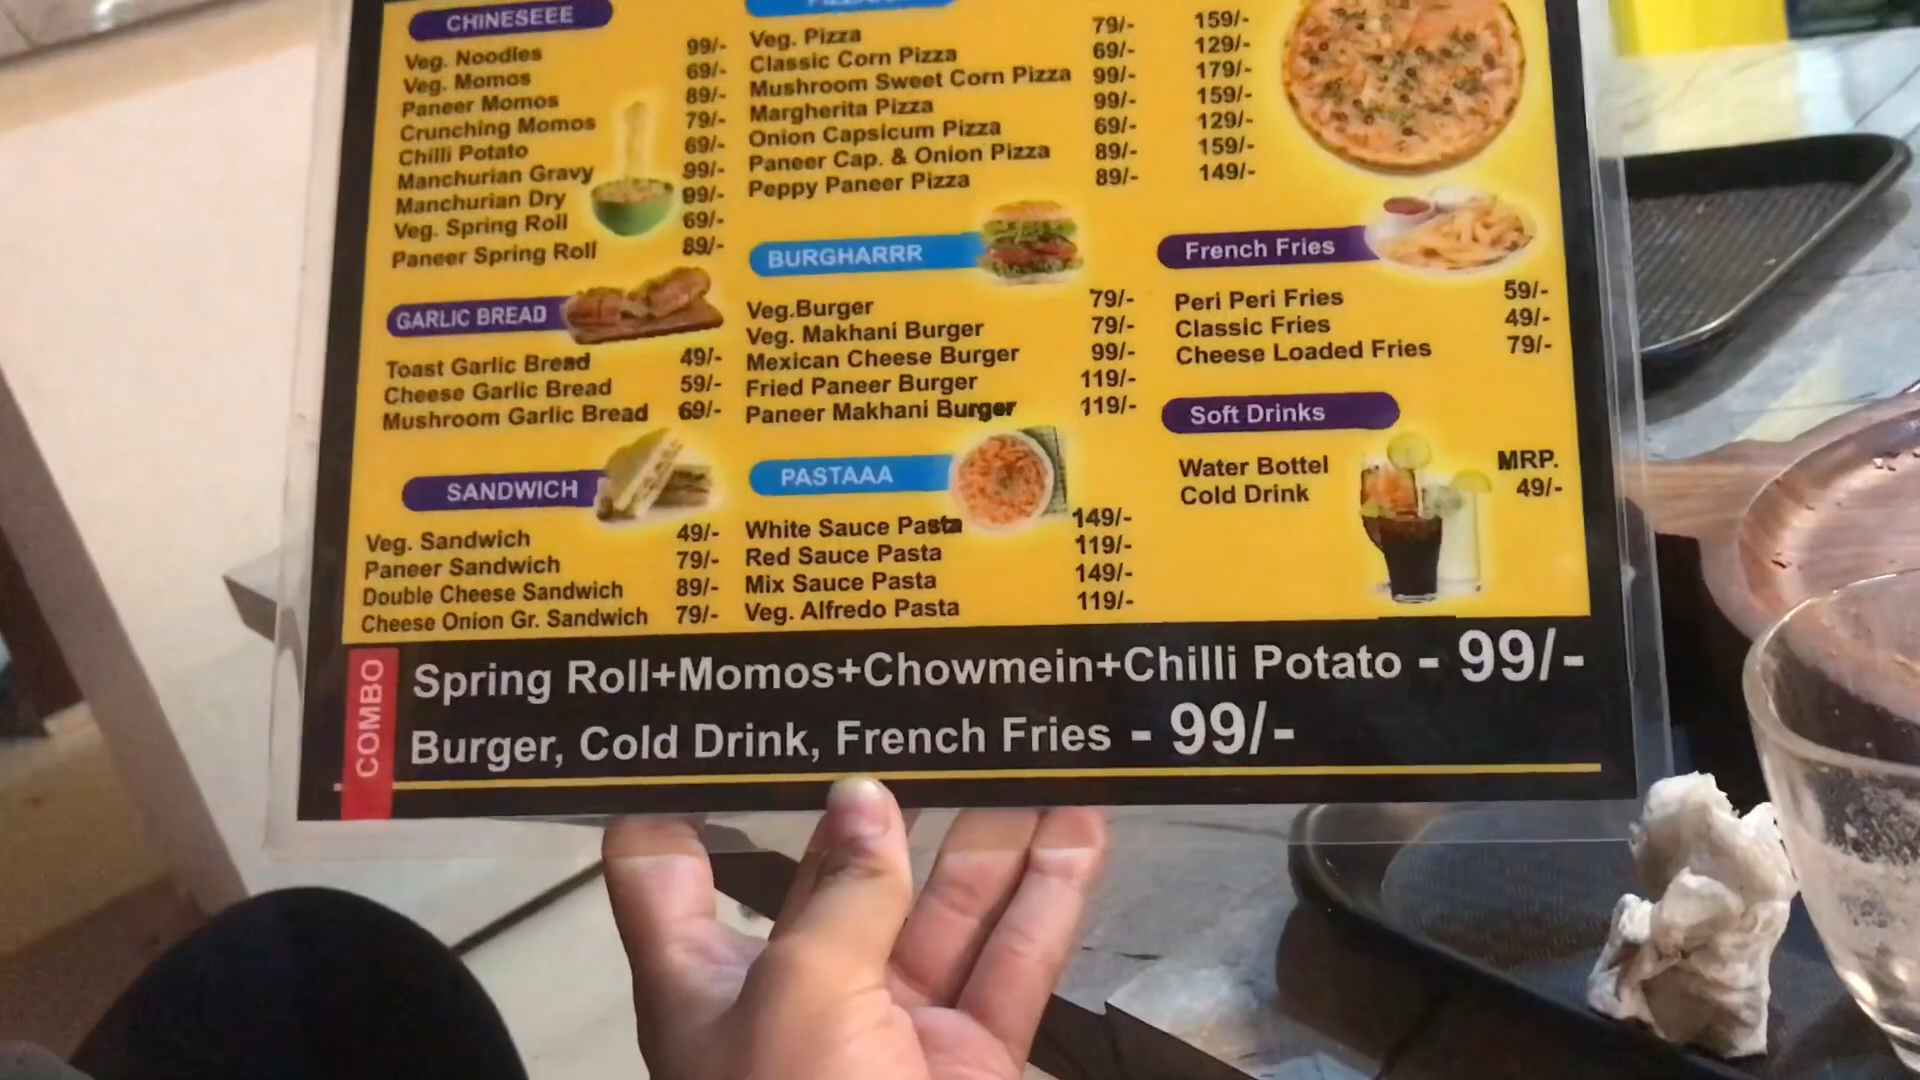 CHINESEEE
Veg. Noodles 99/-
Veg. Momos 69/-
Paneer Momos 89/-
Crunching Momos 79/-
Chilli Potato 69/-
Manchurian Gravy 99/-
Manchurian Dry 99/-
Veg. Spring Roll 69/-
Paneer Spring Roll 89/-
GARLIC BREAD
Toast Garlic Bread 49/-
Cheese Garlic Bread 59/-
Mushroom Garlic Bread 69/-
SANDWICH
Veg. Sandwich 49/-
Paneer Sandwich 79/-
Double Cheese Sandwich 89/-
Cheese Onion Gr. Sandwich 79/-
Veg. Pizza 79/- 159/-
Classic Corn Pizza 69/- 129/-
Mushroom Sweet Corn Pizza 99/- 179/-
Margherita Pizza 99/- 159/-
Onion Capsicum Pizza 69/- 129/-
Paneer Cap. & Onion Pizza 89/- 159/-
Peppy Paneer Pizza 89/- 149/-
BURGHARRR
Veg.Burger 79/-
Veg. Makhani Burger 79/-
Mexican Cheese Burger 99/-
Fried Paneer Burger 119/-
Paneer Makhani Burger 119/-
PASTAAA
White Sauce Pasta 149/-
Red Sauce Pasta 119/-
Mix Sauce Pasta 149/-
Veg. Alfredo Pasta 119/-
French Fries
Peri Peri Fries 59/-
Classic Fries 49/-
Cheese Loaded Fries 79/-
Soft Drinks
Water Bottel MRP.
Cold Drink 49/-
COMBO
Spring Roll+Momos+Chowmein+Chilli Potato - 99/-
Burger, Cold Drink, French Fries - 99/-